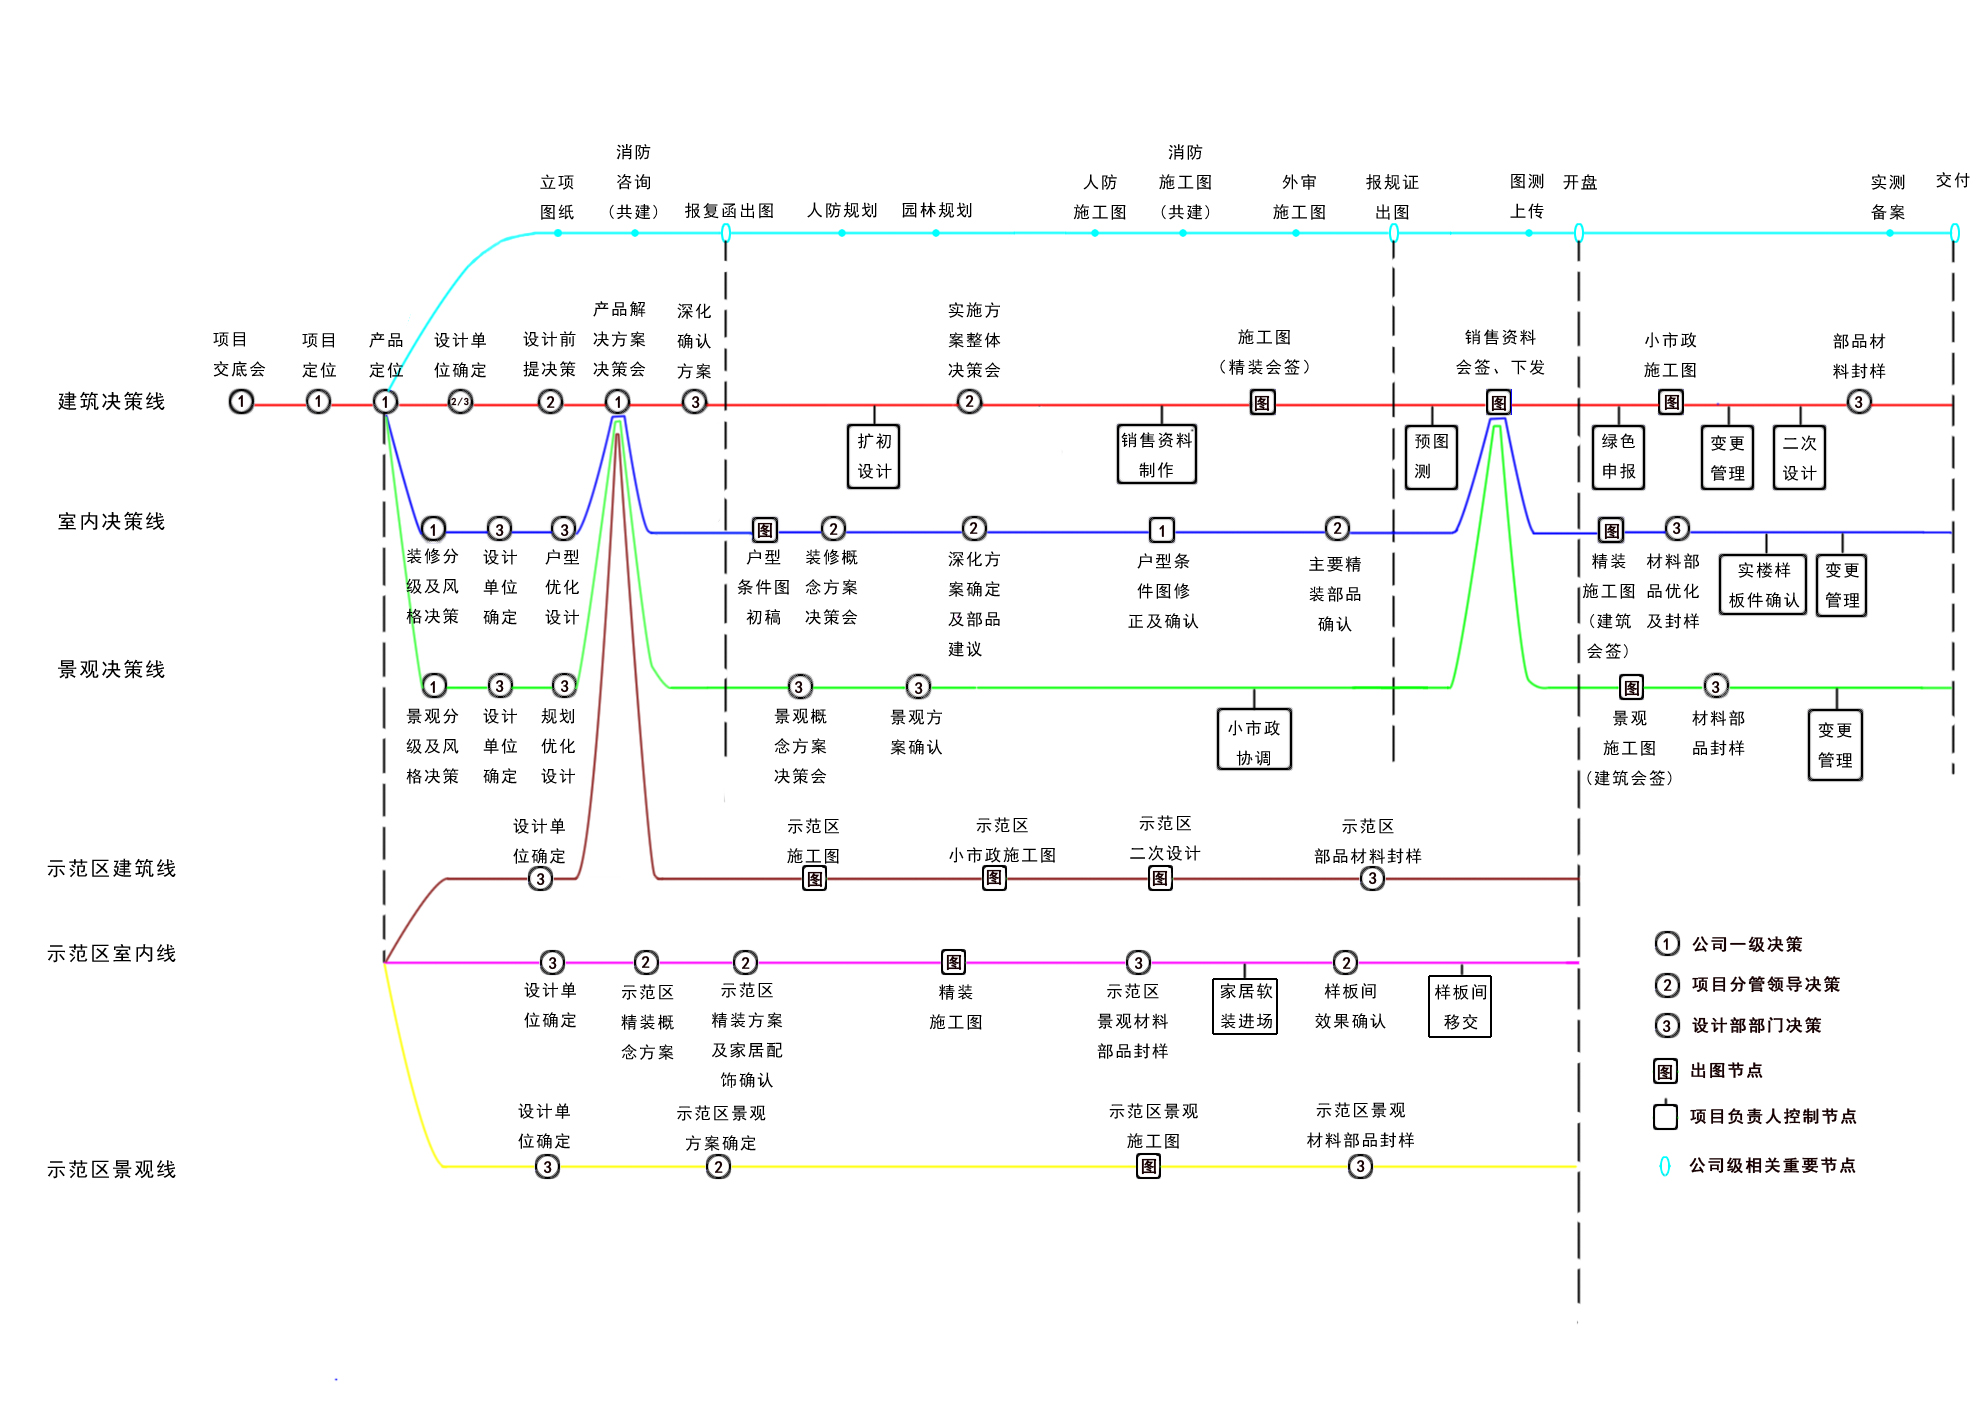 消防
咨询
（共建）
立项
图纸
报复函出图
人防规划
园林规划
人防
施工图
消防
施工图
（共建）
外审
施工图
报规证
出图
图测
上传
开盘
实测
备案
交付
建筑决策线
项目
交底会
1
项目
定位
1
产品
定位
1
设计单
位确定
2/3
设计前
提决策
2
产品解
决方案
决策会
1
深化
确认
方案
3
扩初
设计
实施方
案整体
决策会
2
销售资料
制作
施工图
（精装会签）
图
预图
测
销售资料
会签、下发
图
绿色
申报
小市政
施工图
图
变更
管理
二次
设计
部品材
料封样
3
室内决策线
1
装修分
级及风
格决策
3
设计
单位
确定
3
户型
优化
设计
图
户型
条件图
初稿
2
装修概
念方案
决策会
2
深化方
案确定
及部品
建议
1
户型条
件图修
正及确认
2
主要精
装部品
确认
图
精装
施工图
（建筑
会签）
3
材料部
品优化
及封样
实楼样
板件确认
变更
管理
景观决策线
1
景观分
级及风
格决策
3
设计
单位
确定
3
规划
优化
设计
3
景观概
念方案
决策会
3
景观方
案确认
小市政
协调
图
景观
施工图
（建筑会签）
3
材料部
品封样
变更
管理
示范区建筑线
设计单
位确定
3
示范区
施工图
图
示范区
小市政施工图
图
示范区
二次设计
图
示范区
部品材料封样
3
示范区室内线
3
设计单
位确定
2
示范区
精装概
念方案
2
示范区
精装方案
及家居配
饰确认
图
精装
施工图
3
示范区
景观材料
部品封样
家居软
装进场
2
样板间
效果确认
样板间
移交
示范区景观线
设计单
位确定
3
示范区景观
方案确定
2
示范区景观
施工图
图
示范区景观
材料部品封样
3
1 公司一级决策
2 项目分管领导决策
3 设计部部门决策
图 出图节点
项目负责人控制节点
公司级相关重要节点